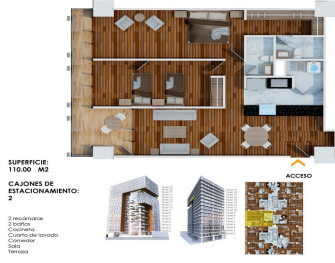 SUPERFICIE:
110.00 M2
ACCESO
CAJONES DE
ESTACIONAMIENTO:
2
2 recámaras
2 baños
Cocineta
Cuarto de lavado
Comedor
Sala
Terraza